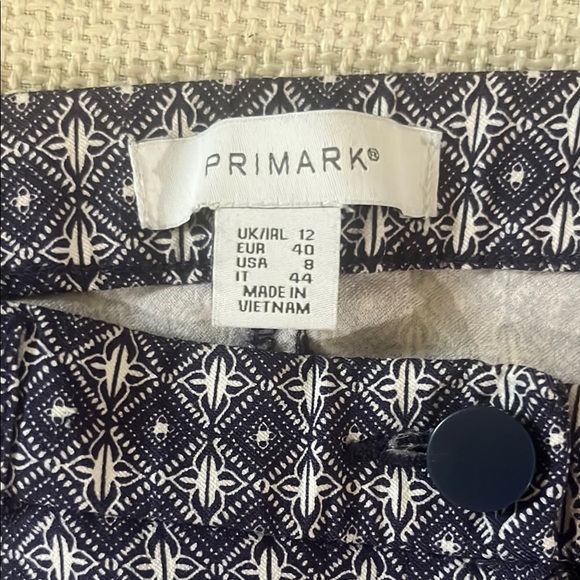 PRIMARK®
UK/IRL 12
EUR 40
USA 8
IT 44
MADE IN
VIETNAM